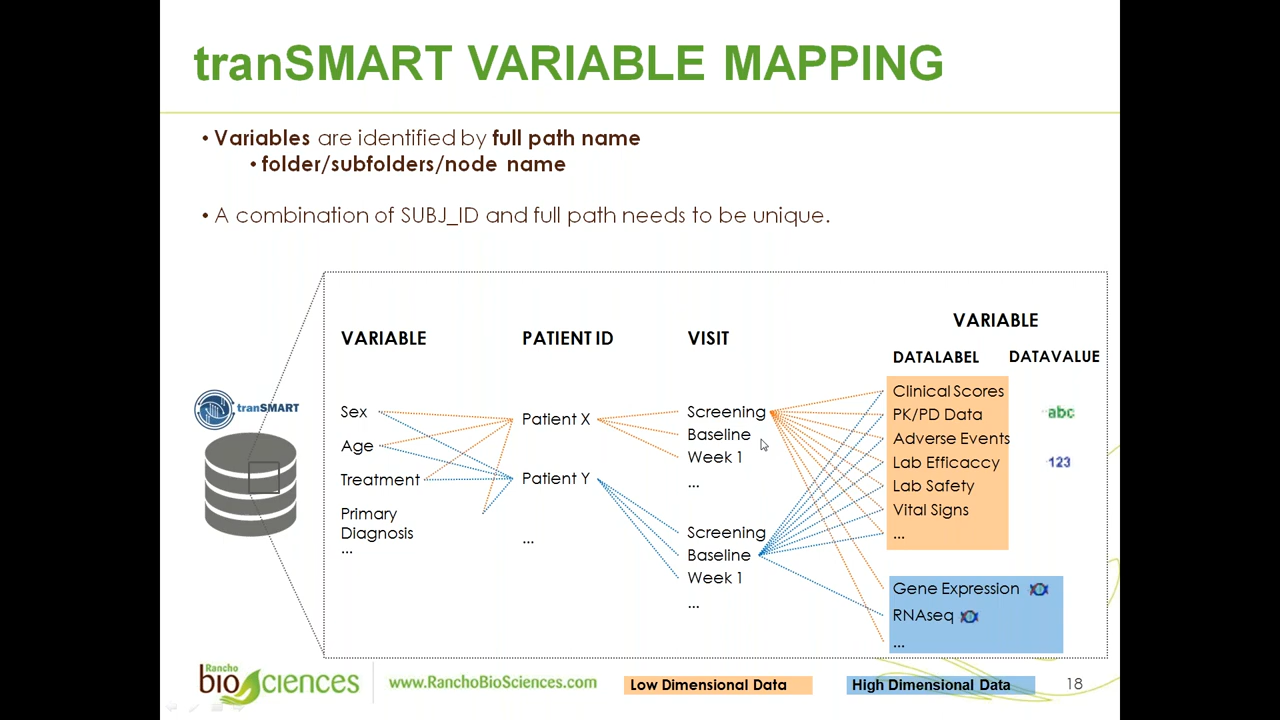 tranSMART VARIABLE MAPPING
• Variables are identified by full path name
• folder/subfolders/node name
• A combination of SUBJ_ID and full path needs to be unique.
VARIABLE
PATIENT ID
VISIT
VARIABLE
DATALABEL
DATAVALUE
tranSMART
Sex
Age
Treatment
Primary
Diagnosis
...
Patient X
Patient Y
...
Screening
Baseline
Week 1
...
Screening
Baseline
Week 1
...
Clinical Scores
PK/PD Data
Adverse Events
Lab Efficaccy
Lab Safety
Vital Signs
...
abc
123
Gene Expression
RNAseq
...
Rancho
biosciences
www.RanchoBioSciences.com
Low Dimensional Data
High Dimensional Data
18